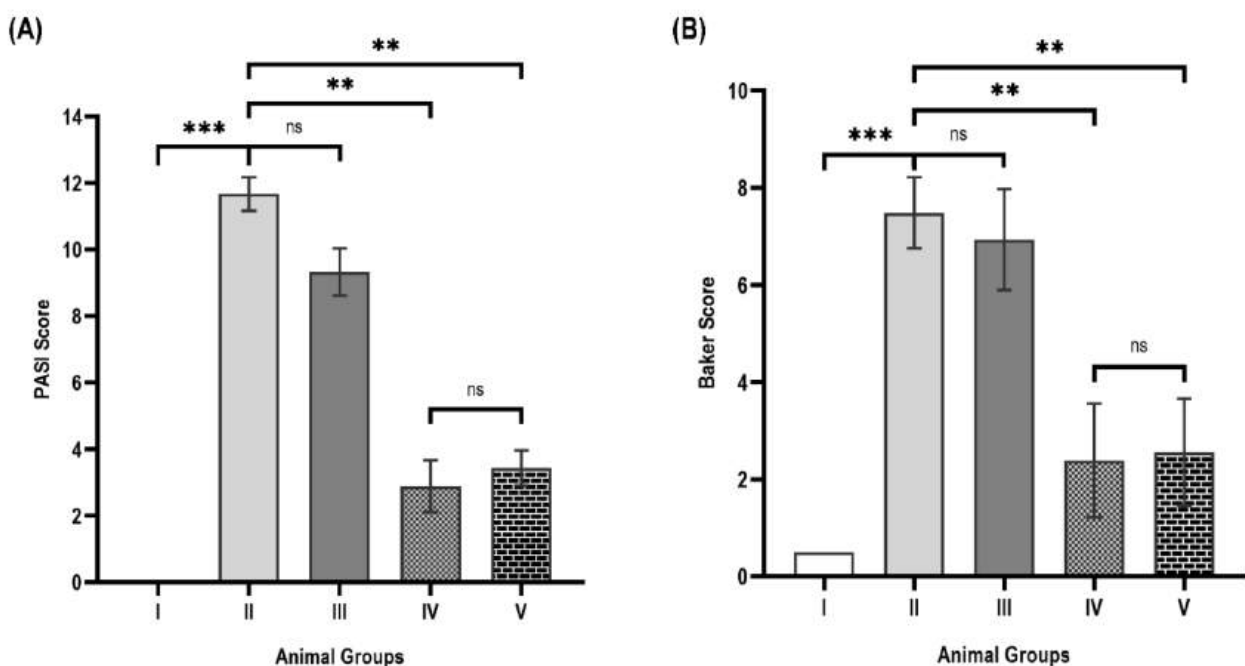 (A)
**
**
***
ns
14
12
10
8
6
4
2
0
PASI Score
ns
I II III IV V
Animal Groups
(B)
**
**
***
ns
10
8
6
4
2
0
Baker Score
ns
I II III IV V
Animal Groups